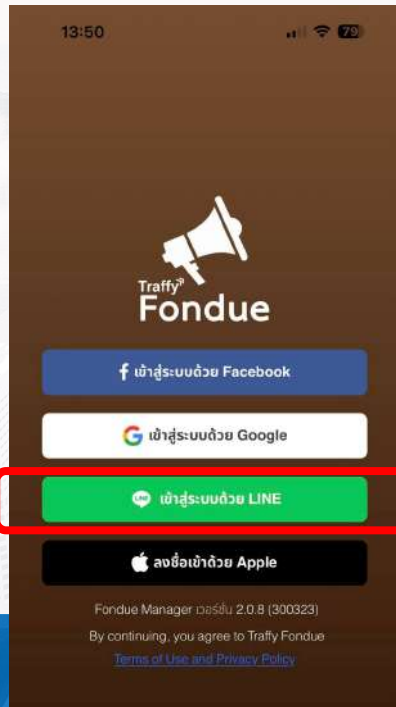 13:50
79
Traffy
Fondue
f เข้าสู่ระบบด้วย Facebook
G เข้าสู่ระบบด้วย Google
LINE เข้าสู่ระบบด้วย LINE
ลงชื่อเข้าด้วย Apple
Fondue Manager เวอร์ชั่น 2.0.8 (300323)
By continuing, you agree to Traffy Fondue
Terms of Use and Privacy Policy